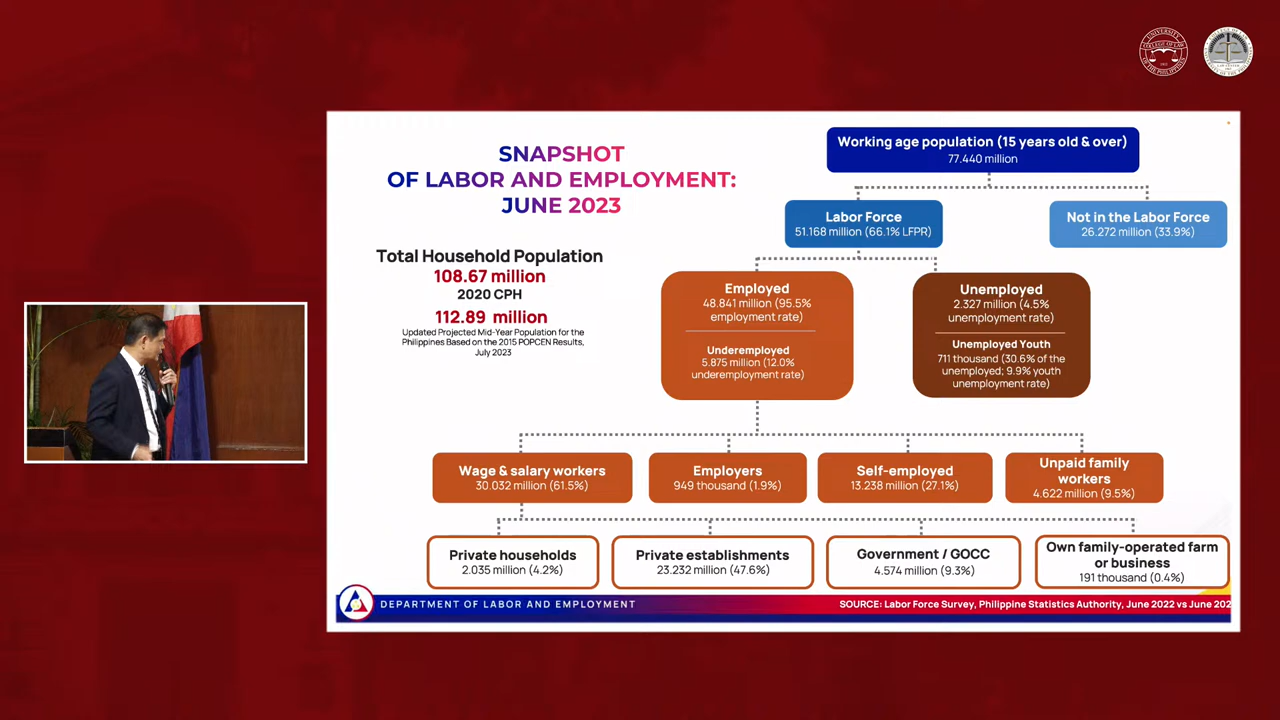 UNIVERSITY
COLLEGE OF LAW
OF THE PHILIPPINES
SNAPSHOT
OF LABOR AND EMPLOYMENT:
JUNE 2023
Total Household Population
108.67 million
2020 CPH
112.89 million
Updated Projected Mid-Year Population for the
Philippines Based on the 2015 POPCEN Results,
July 2023
Working age population (15 years old & over)
77.440 million
Labor Force
51.168 million (66.1% LFPR)
Not in the Labor Force
26.272 million (33.9%)
Employed
48.841 million (95.5%
employment rate)
Underemployed
5.875 million (12.0%
underemployment rate)
Unemployed
2.327 million (4.5%
unemployment rate)
Unemployed Youth
711 thousand (30.6% of the
unemployed; 9.9% youth
unemployment rate)
Wage & salary workers
30.032 million (61.5%)
Employers
949 thousand (1.9%)
Self-employed
13.238 million (27.1%)
Unpaid family
workers
4.622 million (9.5%)
Private households
2.035 million (4.2%)
Private establishments
23.232 million (47.6%)
Government / GOCC
4.574 million (9.3%)
Own family-operated farm
or business
191 thousand (0.4%)
DEPARTMENT OF LABOR AND EMPLOYMENT
SOURCE: Labor Force Survey, Philippine Statistics Authority, June 2022 vs June 202